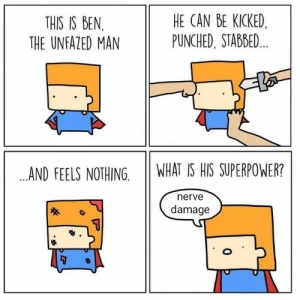 THIS IS BEN,
THE UNFAZED MAN
HE CAN BE KICKED,
PUNCHED, STABBED...
...AND FEELS NOTHING.
WHAT IS HIS SUPERPOWER?
nerve
damage